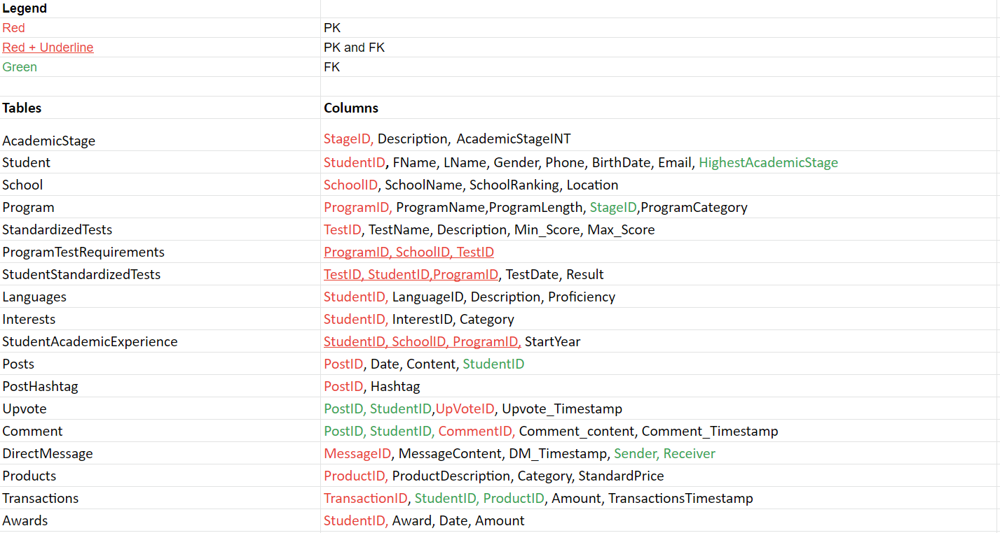 Legend
Red PK
Red + Underline PK and FK
Green FK
Tables Columns
AcademicStage StageID, Description, AcademicStageINT
Student StudentID, FName, LName, Gender, Phone, BirthDate, Email, HighestAcademicStage
School SchoolID, SchoolName, SchoolRanking, Location
Program ProgramID, ProgramName,ProgramLength, StageID,ProgramCategory
StandardizedTests TestID, TestName, Description, Min_Score, Max_Score
ProgramTestRequirements ProgramID, SchoolID, TestID
StudentStandardizedTests TestID, StudentID,ProgramID, TestDate, Result
Languages StudentID, LanguageID, Description, Proficiency
Interests StudentID, InterestID, Category
StudentAcademicExperience StudentID, SchoolID, ProgramID, StartYear
Posts PostID, Date, Content, StudentID
PostHashtag PostID, Hashtag
Upvote PostID, StudentID,UpVoteID, Upvote_Timestamp
Comment PostID, StudentID, CommentID, Comment_content, Comment_Timestamp
DirectMessage MessageID, MessageContent, DM_Timestamp, Sender, Receiver
Products ProductID, ProductDescription, Category, StandardPrice
Transactions TransactionID, StudentID, ProductID, Amount, TransactionsTimestamp
Awards StudentID, Award, Date, Amount